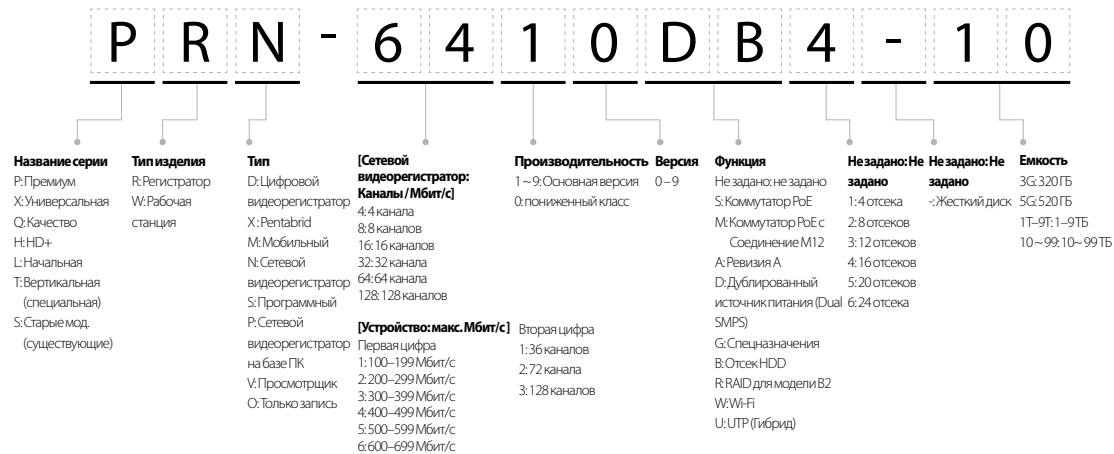 PRN-6410DB4-10
Название серии
P: Премиум
X: Универсальная
Q: Качество
H: HD+
L: Начальная
T: Вертикальная
(специальная)
S: Старые мод.
(существующие)
Тип изделия
R: Регистратор
W: Рабочая
станция
Тип
D: Цифровой
видеорегистратор
X : Pentabrid
M: Мобильный
N: Сетевой
видеорегистратор
S: Программный
P: Сетевой
видеорегистратор
на базе ПК
V: Просмотрщик
O: Только запись
[Сетевой
видеорегистратор:
Каналы / Мбит/с]
4: 4 канала
8: 8 каналов
16: 16 каналов
32: 32 канала
64: 64 канала
128: 128 каналов
[Устройство: макс. Мбит/с]
Первая цифра
1: 100–199 Мбит/с
2: 200–299 Мбит/с
3: 300–399 Мбит/с
4: 400–499 Мбит/с
5: 500–599 Мбит/с
6: 600–699 Мбит/с
Вторая цифра
1: 36 каналов
2: 72 канала
3: 128 каналов
Производительность
1 ~ 9: Основная версия
0: пониженный класс
Версия
0 – 9
Функция
Не задано: не задано
S: Коммутатор PoE
M: Коммутатор PoE с
Соединение M12
A: Ревизия A
D: Дублированный
источник питания (Dual
SMPS)
G: Спецназначения
B: Отсек HDD
R: RAID для модели B2
W: Wi-Fi
U: UTP (Гибрид)
Не задано: Не
задано
1: 4 отсека
2: 8 отсеков
3: 12 отсеков
4: 16 отсеков
5: 20 отсеков
6: 24 отсека
Не задано: Не
задано
-: Жесткий диск
Емкость
3G: 320 ГБ
5G: 520 ГБ
1T–9T: 1–9 ТБ
10 ~ 99: 10 ~ 99 ТБ